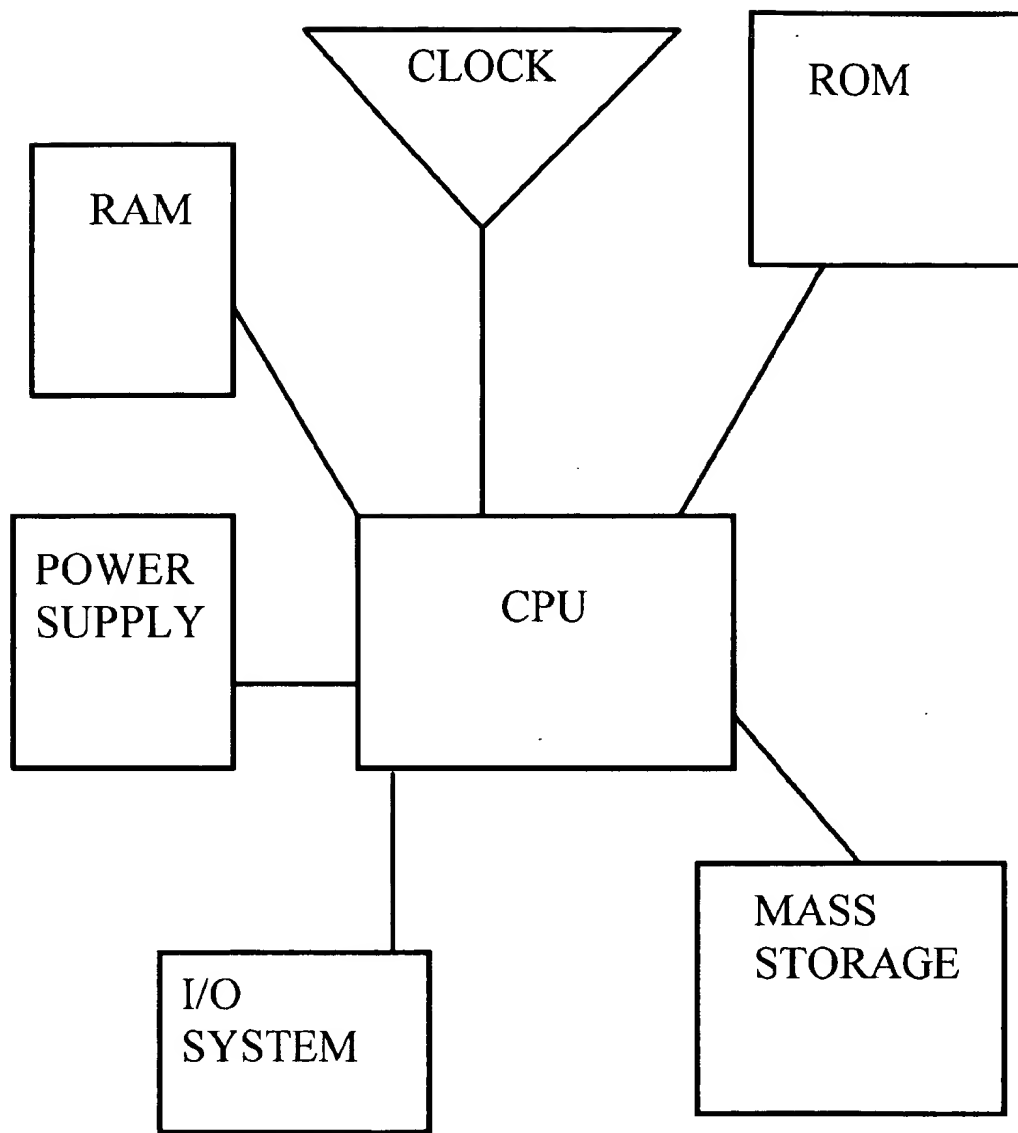 CLOCK
ROM
RAM
POWER
SUPPLY
CPU
MASS
STORAGE
I/O
SYSTEM